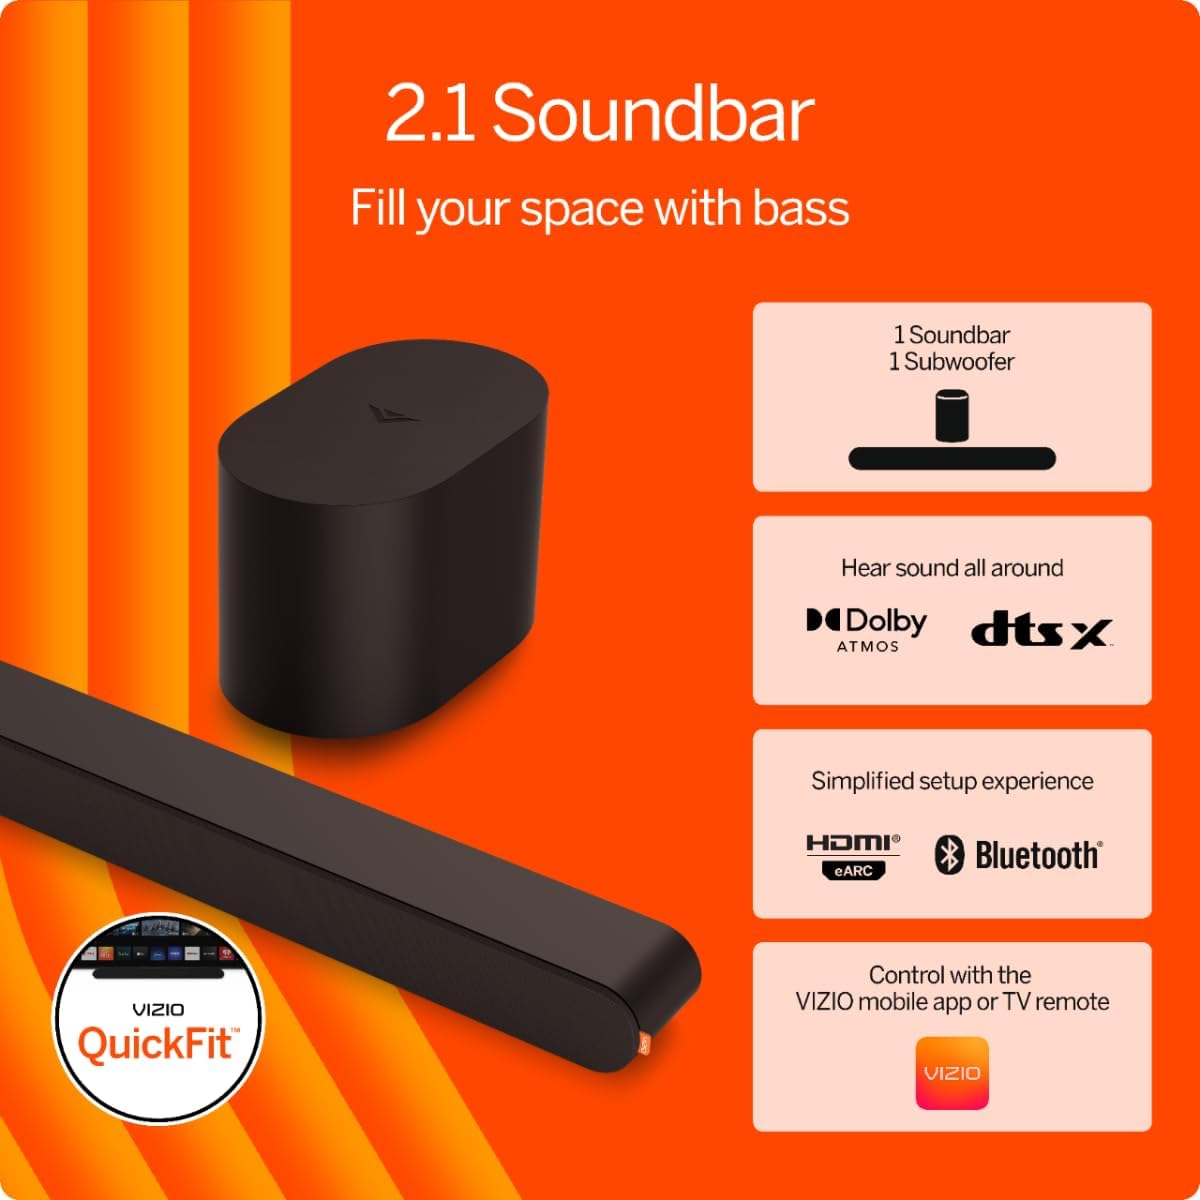 2.1 Soundbar
Fill your space with bass
1 Soundbar
1 Subwoofer
Hear sound all around
Dolby
ATMOS
dts x
Simplified setup experience
HDMI®
eARC
Bluetooth®
Control with the
VIZIO mobile app or TV remote
VIZIO
VIZIO
QuickFit™